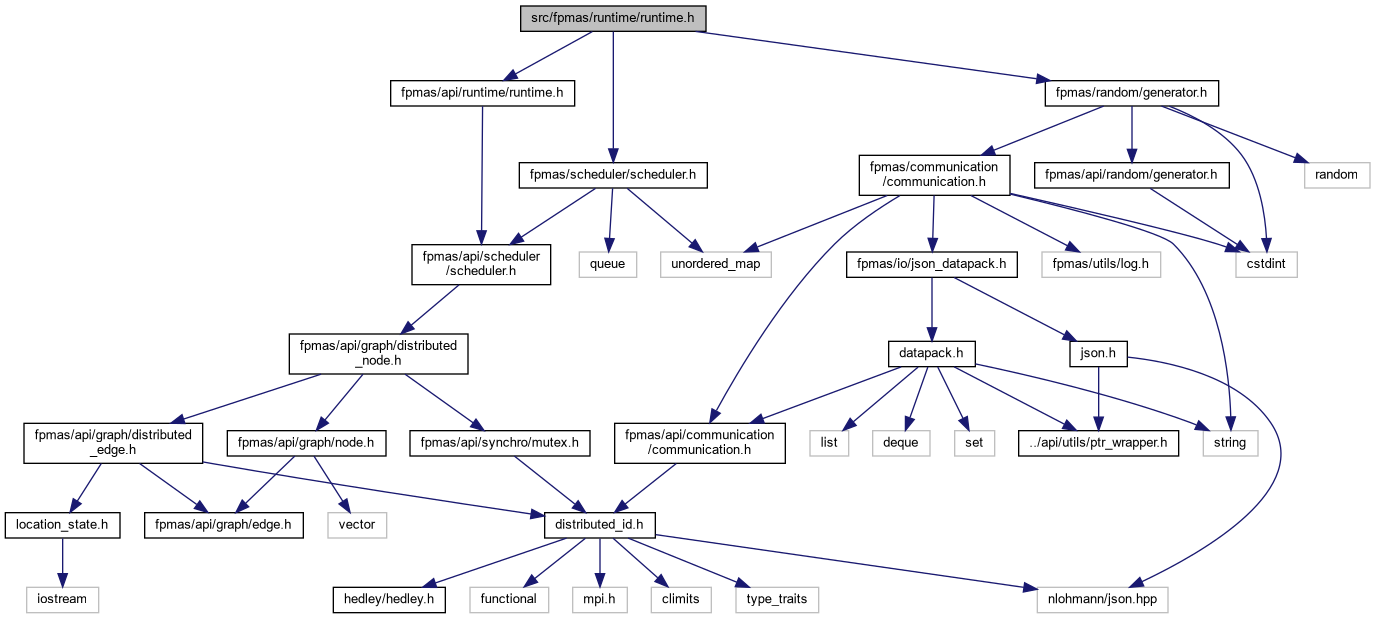 src/fpmas/runtime/runtime.h
fpmas/api/runtime/runtime.h
fpmas/random/generator.h
fpmas/scheduler/scheduler.h
fpmas/communication
/communication.h
fpmas/api/random/generator.h
random
fpmas/api/scheduler
/scheduler.h
queue
unordered_map
fpmas/io/json_datapack.h
fpmas/utils/log.h
cstdint
fpmas/api/graph/distributed
_node.h
datapack.h
json.h
fpmas/api/graph/distributed
_edge.h
fpmas/api/graph/node.h
fpmas/api/synchro/mutex.h
fpmas/api/communication
/communication.h
list
deque
set
../api/utils/ptr_wrapper.h
string
location_state.h
fpmas/api/graph/edge.h
vector
distributed_id.h
iostream
hedley/hedley.h
functional
mpi.h
climits
type_traits
nlohmann/json.hpp